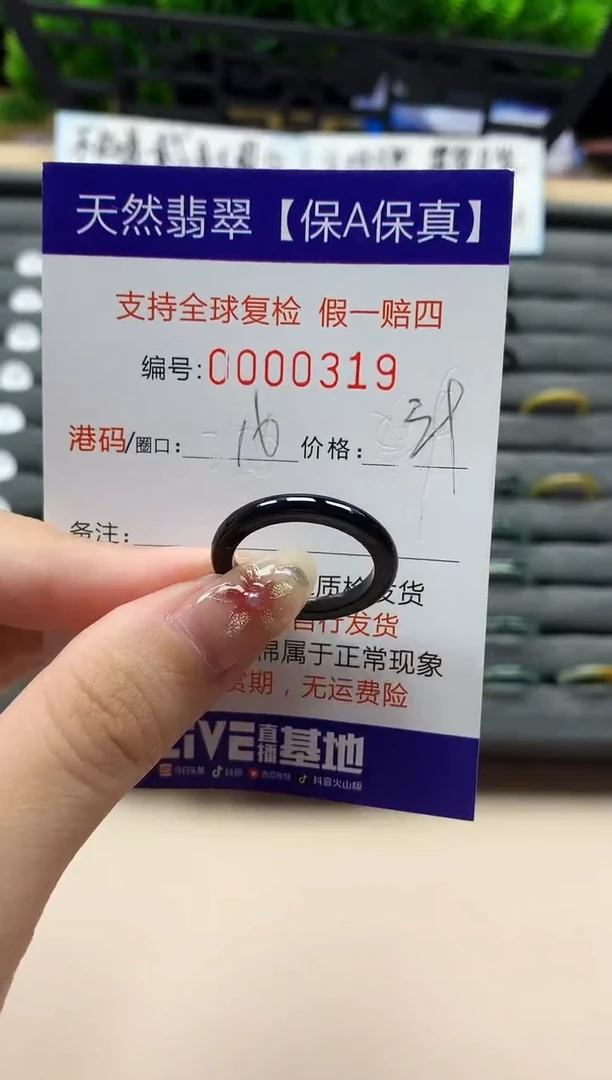 天然翡翠【保A保真】
支持全球复检 假一赔四
编号:0000319
港码/圈口: 16 价格:
备注:
质检发货
自行发货
棉属于正常现象
货期，无运费险
LIVE直播基地
今日头条 抖音 西瓜视频 抖音火山版